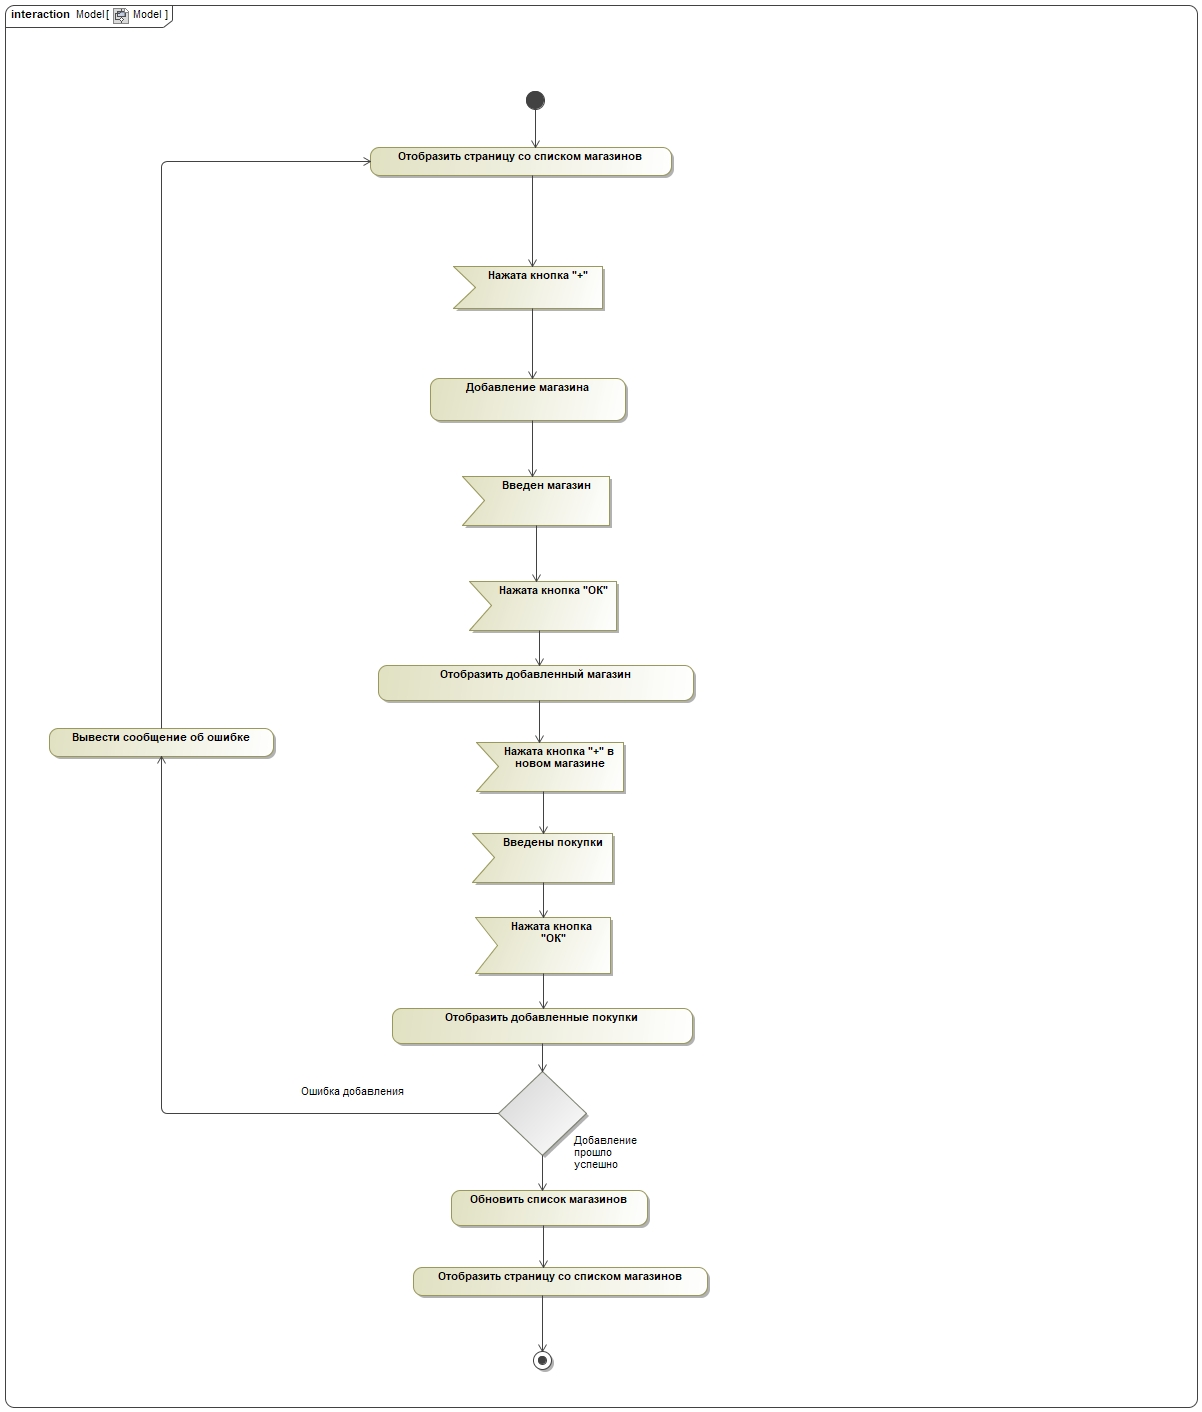 interaction Model[ Model ]
Отобразить страницу со списком магазинов
Нажата кнопка "+"
Добавление магазина
Введен магазин
Нажата кнопка "ОК"
Отобразить добавленный магазин
Вывести сообщение об ошибке
Нажата кнопка "+" в
новом магазине
Введены покупки
Нажата кнопка
"ОК"
Отобразить добавленные покупки
Ошибка добавления
Добавление
прошло
успешно
Обновить список магазинов
Отобразить страницу со списком магазинов